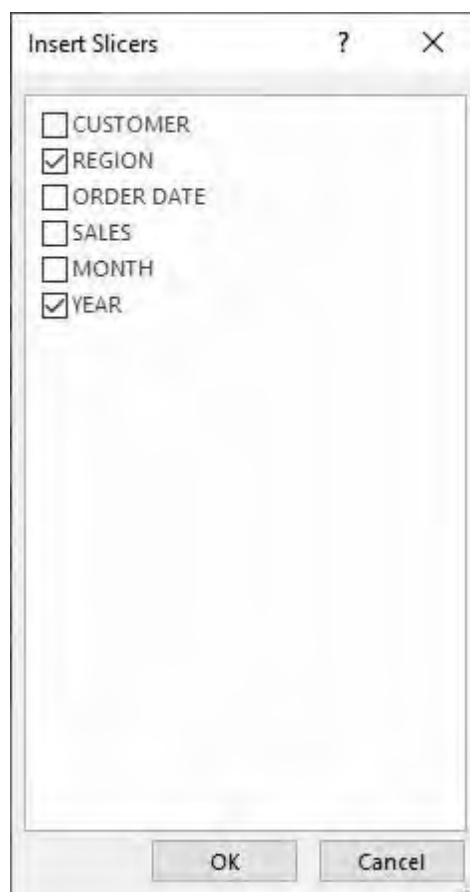 Insert Slicers ?
CUSTOMER
REGION
ORDER DATE
SALES
MONTH
YEAR
OK Cancel